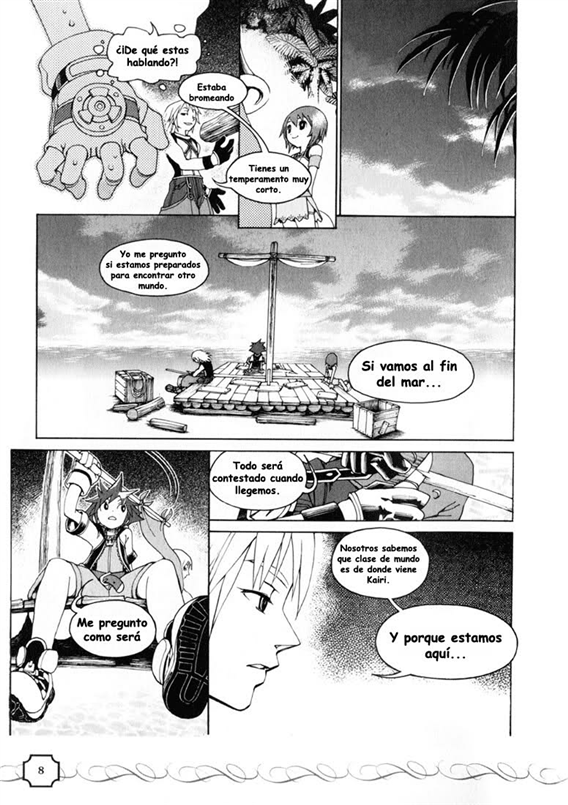 ¿¡De qué estas
hablando?!
Estaba
bromeando
Tienes un
temperamento muy
corto.
Yo me pregunto
si estamos preparados
para encontrar otro
mundo.
Si vamos al fin
del mar...
Todo será
contestado cuando
llegemos.
Me pregunto
como será
Nosotros sabemos
que clase de mundo
es de donde viene
Kairi.
Y porque estamos
aquí...
8